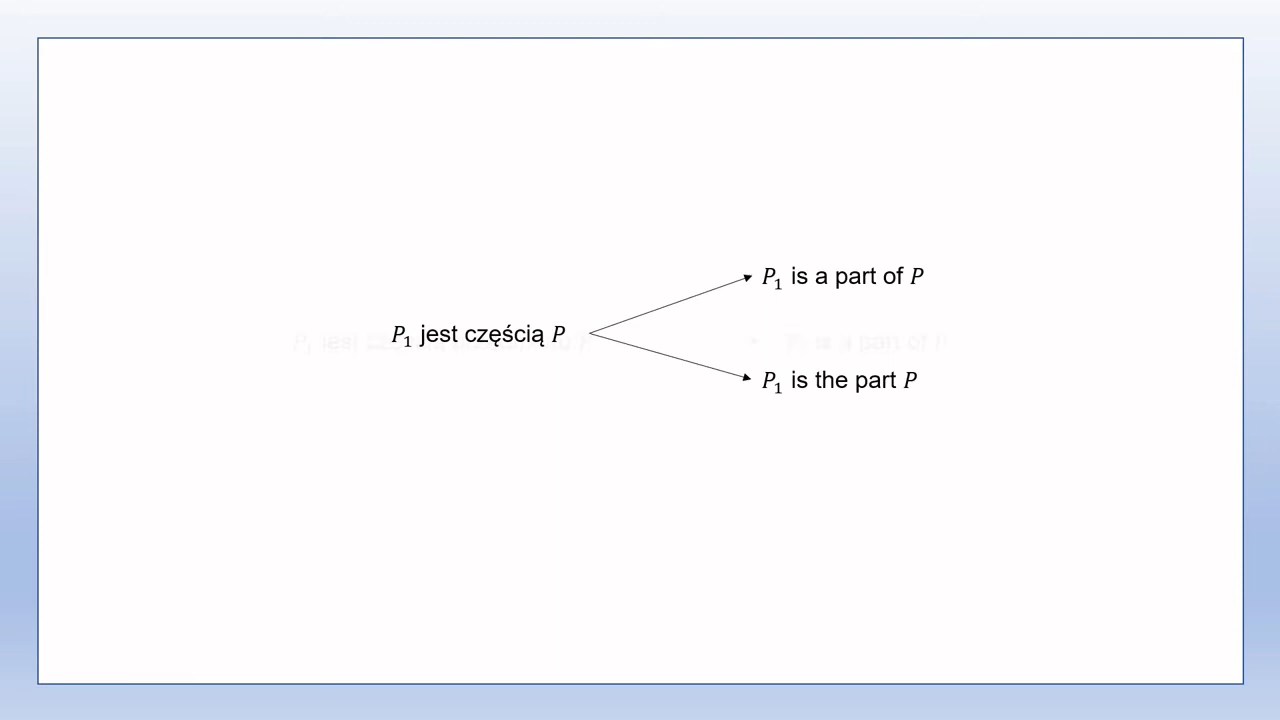 P₁ is a part of P
P₁ jest częścią P
P₁ is the part P